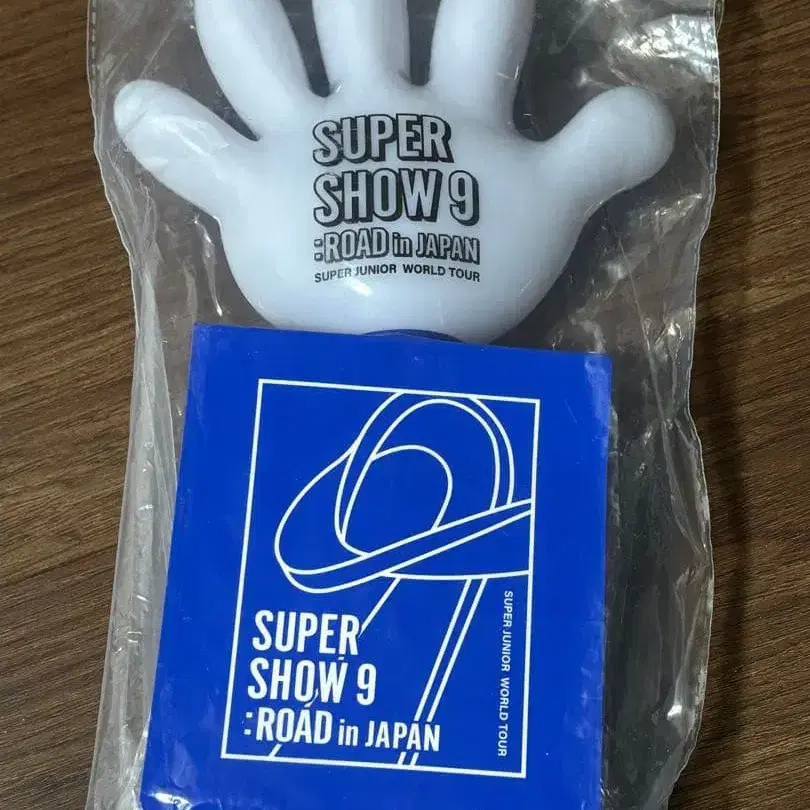 SUPER
SHOW 9
:ROAD in JAPAN
SUPER JUNIOR WORLD TOUR
SUPER
SHOW 9
:ROAD in JAPAN
SUPER JUNIOR WORLD TOUR